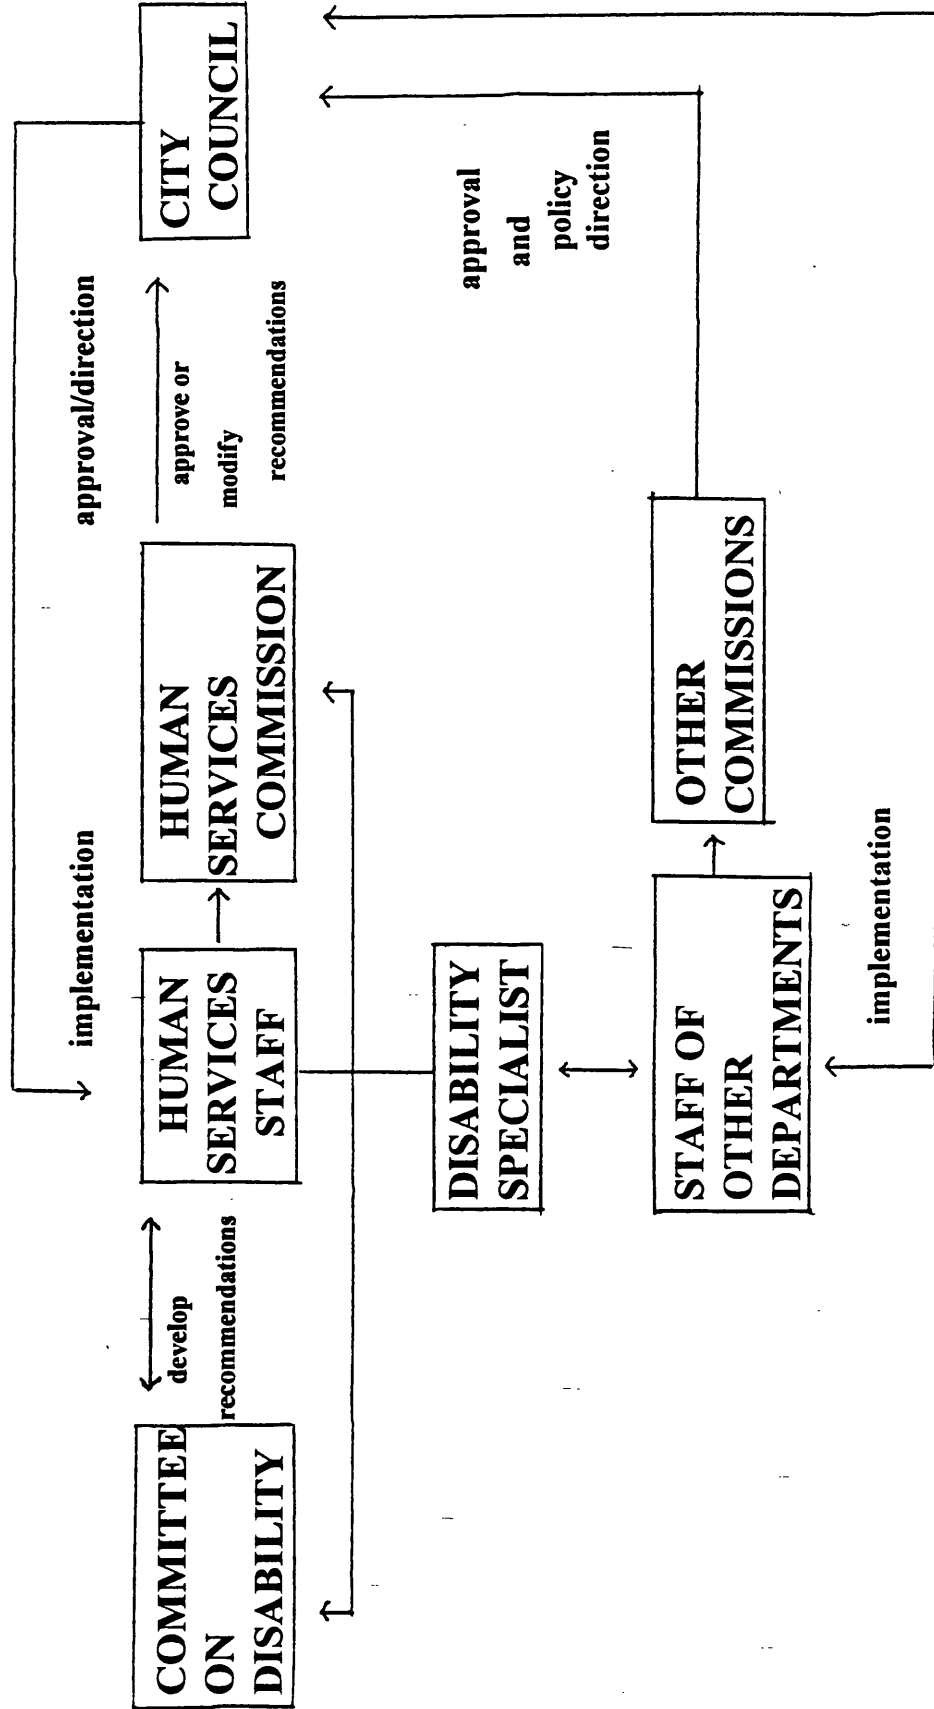 implementation
approval/direction
COMMITTEE
ON
DISABILITY
develop
recommendations
HUMAN
SERVICES
STAFF
HUMAN
SERVICES
COMMISSION
approve or
modify
recommendations
CITY
COUNCIL
DISABILITY
SPECIALIST
approval
and
policy
direction
STAFF OF
OTHER
DEPARTMENTS
OTHER
COMMISSIONS
implementation